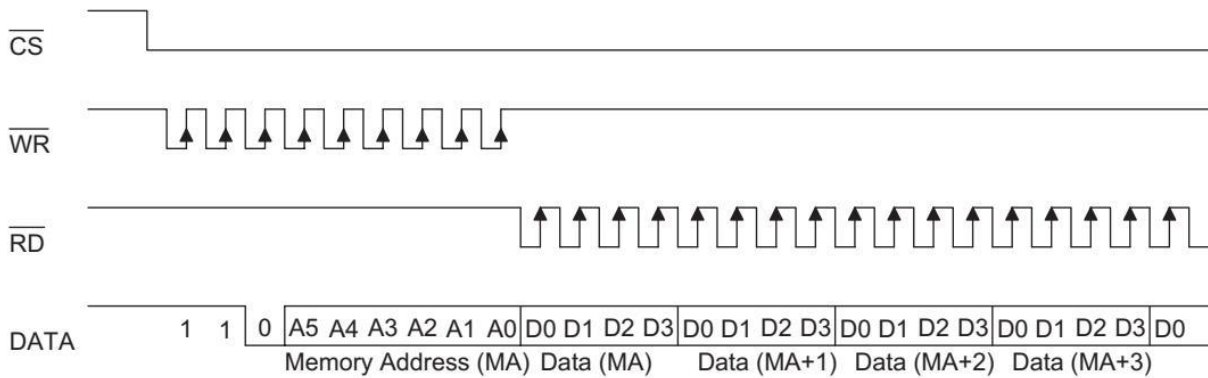 CS
WR
RD
DATA 1 1 0 A5 A4 A3 A2 A1 A0 D0 D1 D2 D3 D0 D1 D2 D3 D0 D1 D2 D3 D0 D1 D2 D3 D0
Memory Address (MA) Data (MA) Data (MA+1) Data (MA+2) Data (MA+3)